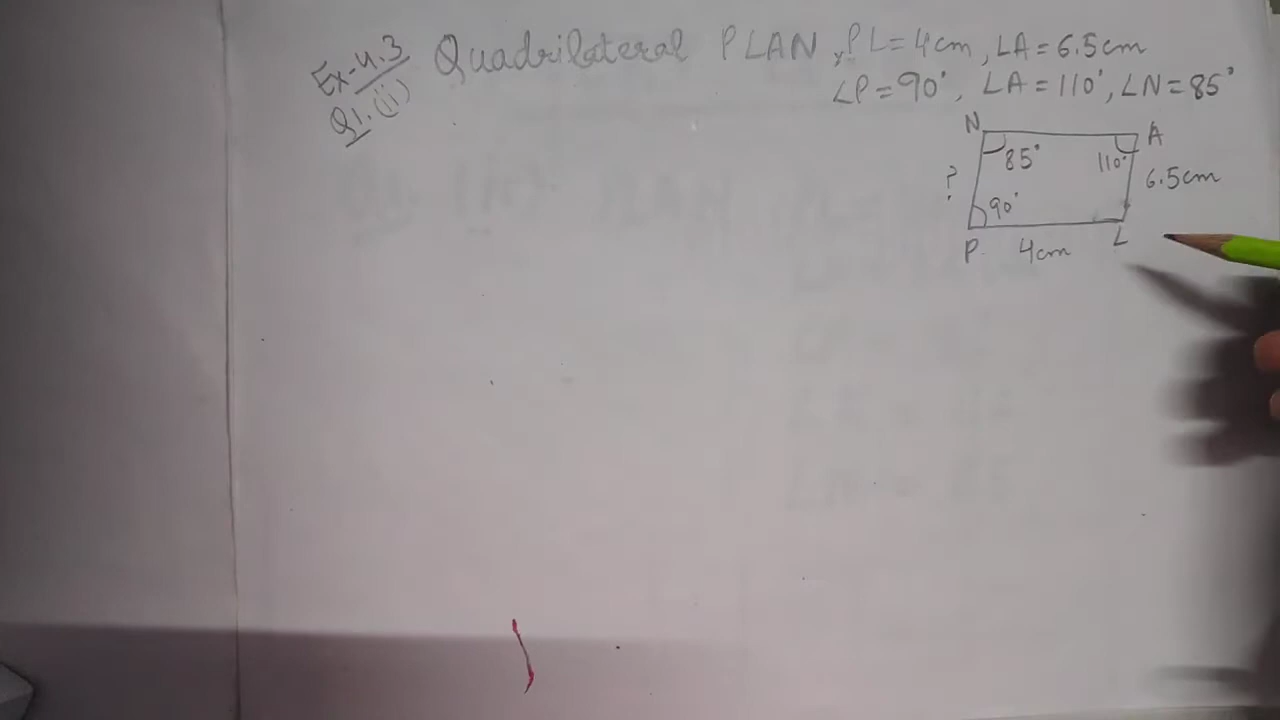 Ex-4.3 Quadrilateral PLAN, PL=4cm, LA=6.5cm
Q1.(ii) ∠P=90°, ∠A=110°, ∠N=85°
N A
85° 110°
? 6.5cm
90°
P 4cm L